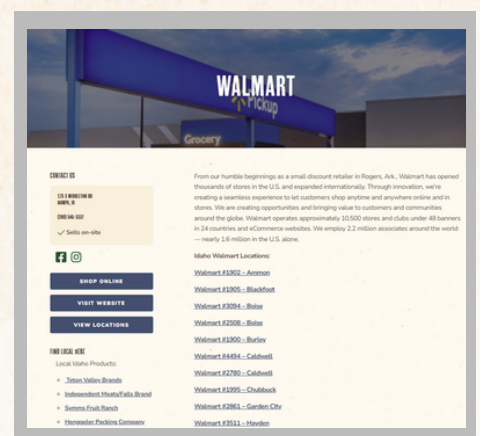 WALMART
Pickup
Grocery
CONTACT US
NAMPA, ID
Sells on-site
SHOP ONLINE
VISIT WEBSITE
VIEW LOCATIONS
FIND LOCAL HERE
Local Idaho Products:
Teton Valley Brands
Independent Meats/Falls Brand
Symms Fruit Ranch
Henggeler Packing Company
From our humble beginnings as a small discount retailer in Rogers, Ark., Walmart has opened
thousands of stores in the U.S. and expanded internationally. Through innovation, we're
creating a seamless experience to let customers shop anytime and anywhere online and in
stores. We are creating opportunities and bringing value to customers and communities
around the globe. Walmart operates approximately 10,500 stores and clubs under 48 banners
in 24 countries and eCommerce websites. We employ 2.2 million associates around the world
— nearly 1.6 million in the U.S. alone.
Idaho Walmart Locations:
Walmart #1902 – Ammon
Walmart #1905 – Blackfoot
Walmart #3094 – Boise
Walmart #2508 – Boise
Walmart #1900 – Burley
Walmart #4494 – Caldwell
Walmart #2780 – Caldwell
Walmart #1995 – Chubbuck
Walmart #2861 – Garden City
Walmart #3511 – Hayden